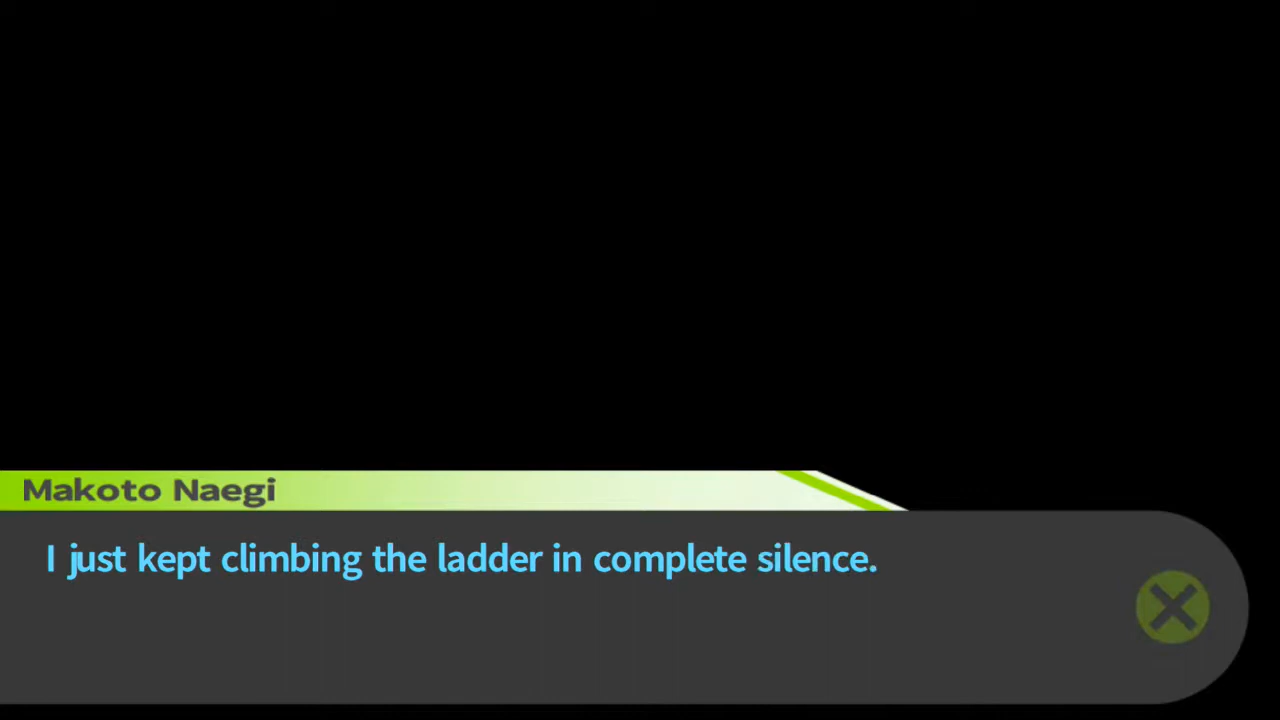 Makoto Naegi
I just kept climbing the ladder in complete silence.